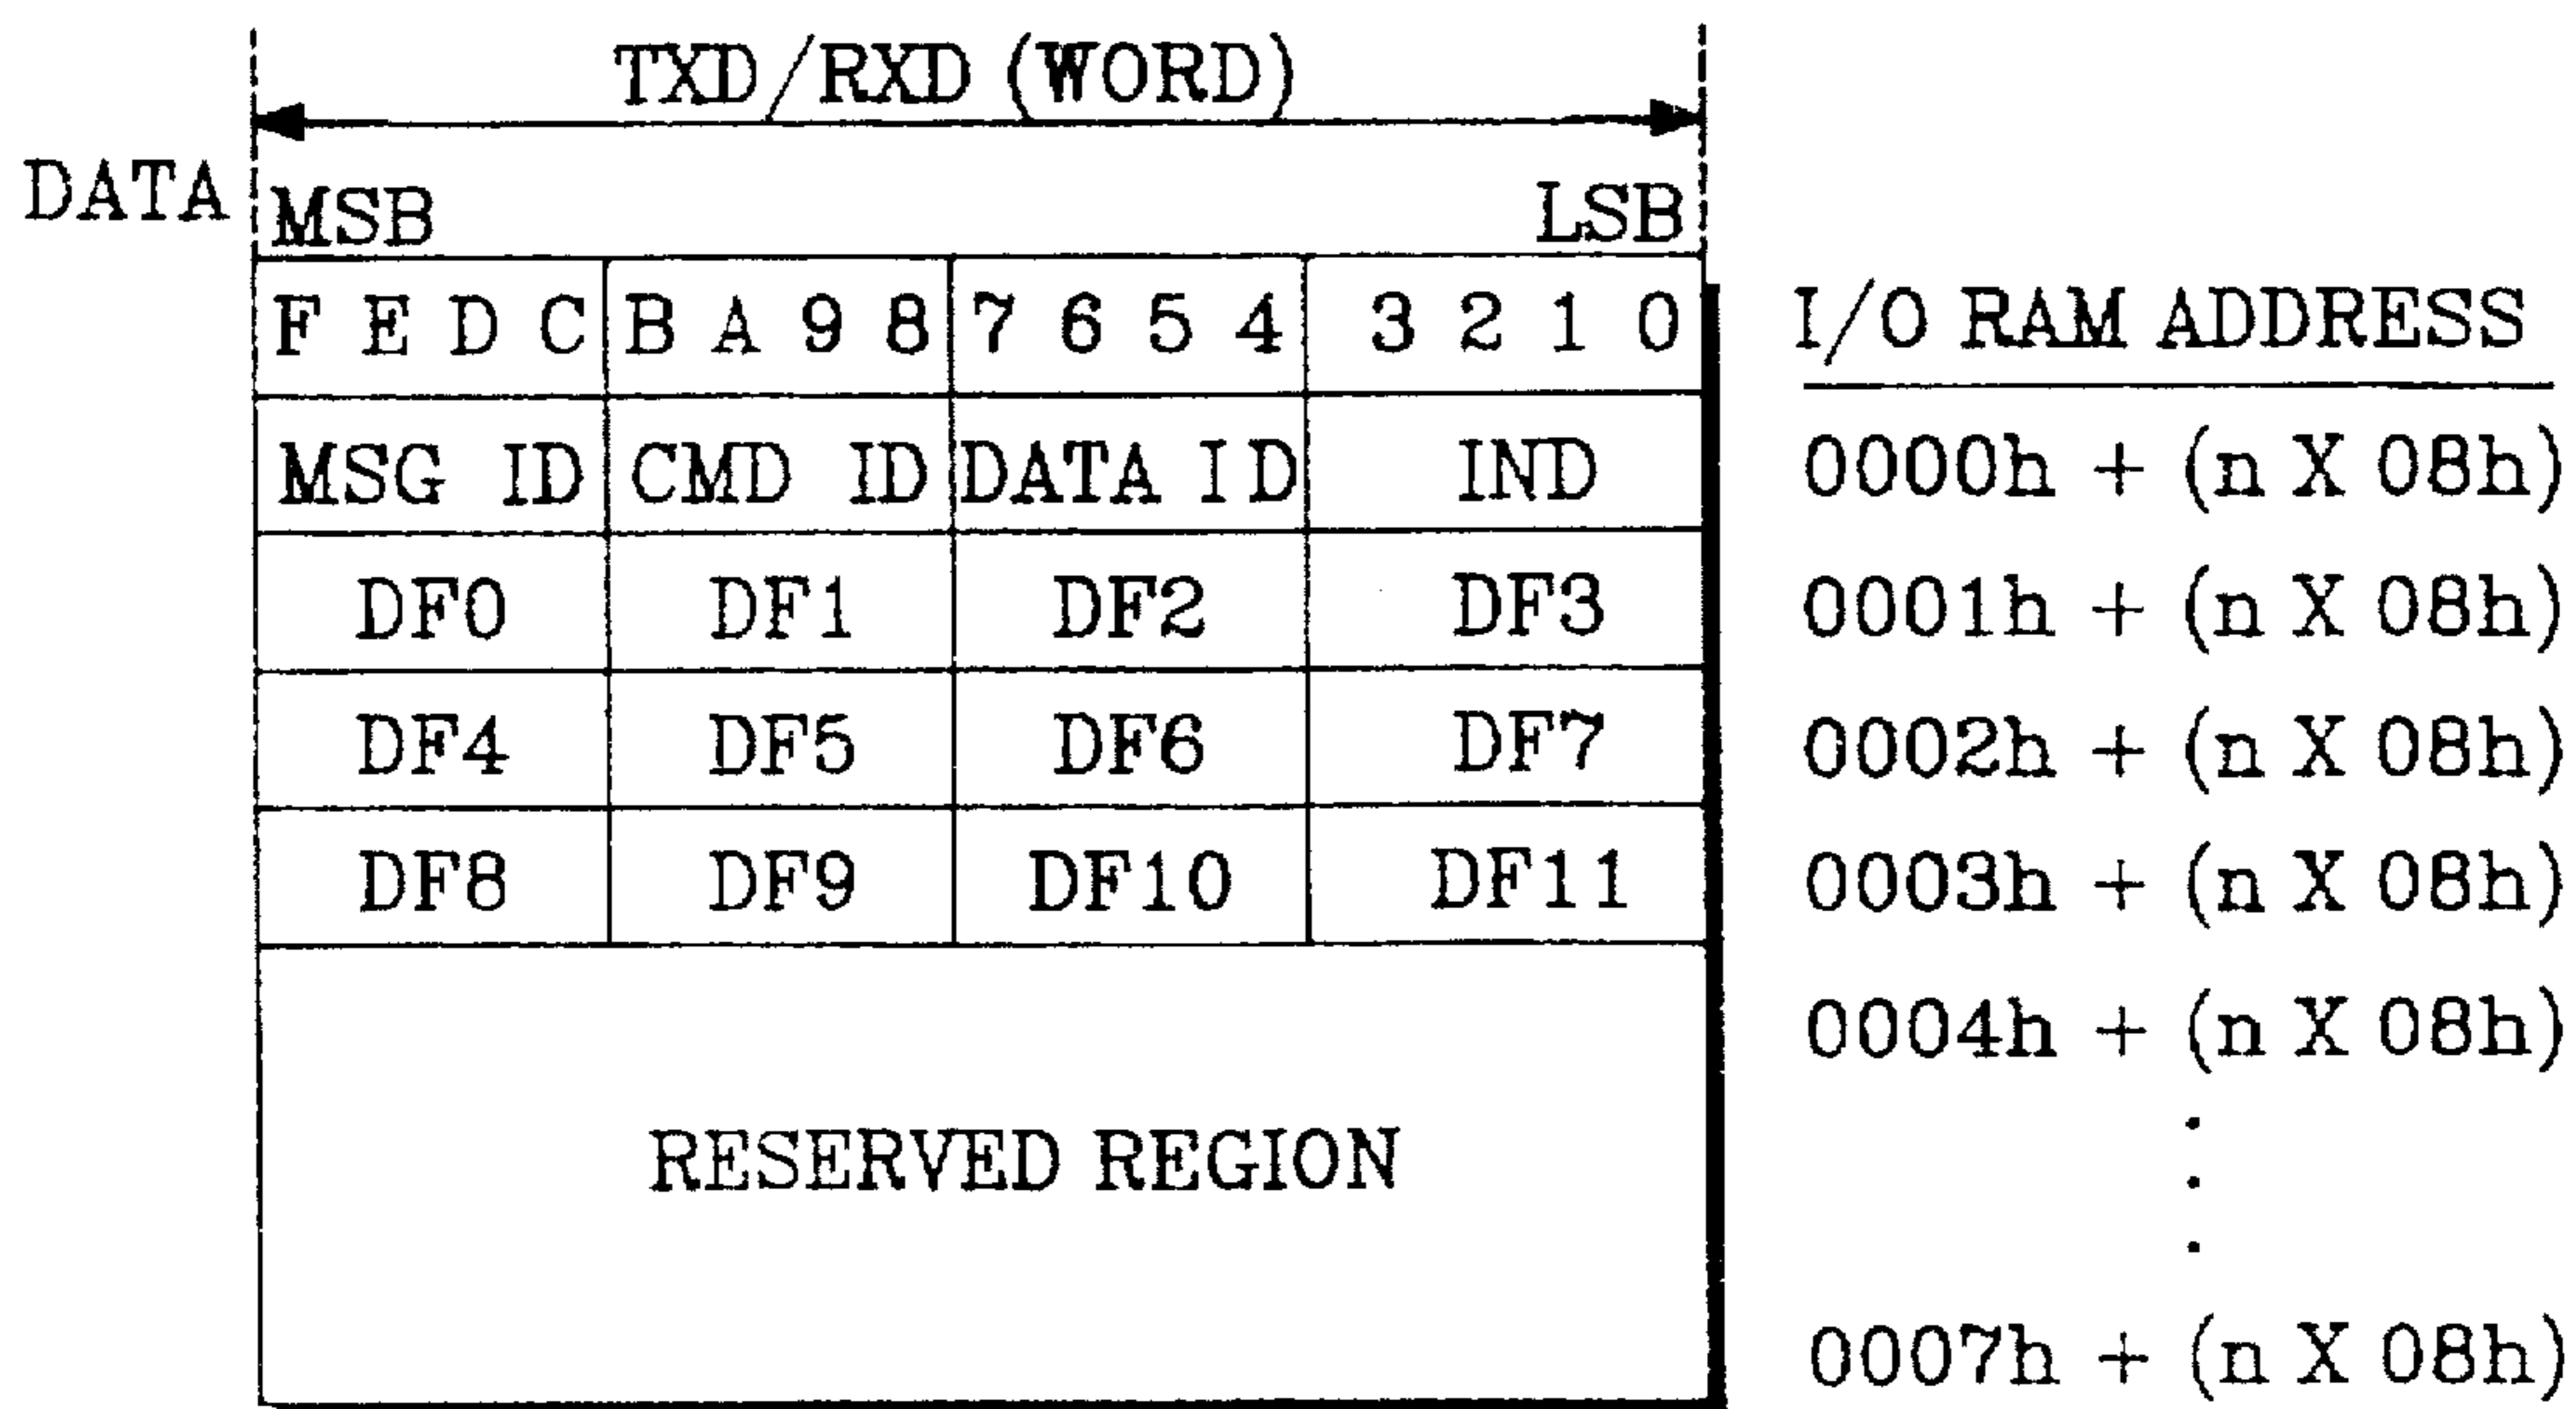 TXD/RXD (WORD)
DATA MSB LSB
F E D C B A 9 8 7 6 5 4 3 2 1 0 I/O RAM ADDRESS
MSG ID CMD ID DATA ID IND 0000h + (n X 08h)
DF0 DF1 DF2 DF3 0001h + (n X 08h)
DF4 DF5 DF6 DF7 0002h + (n X 08h)
DF8 DF9 DF10 DF11 0003h + (n X 08h)
0004h + (n X 08h)
RESERVED REGION
0007h + (n X 08h)